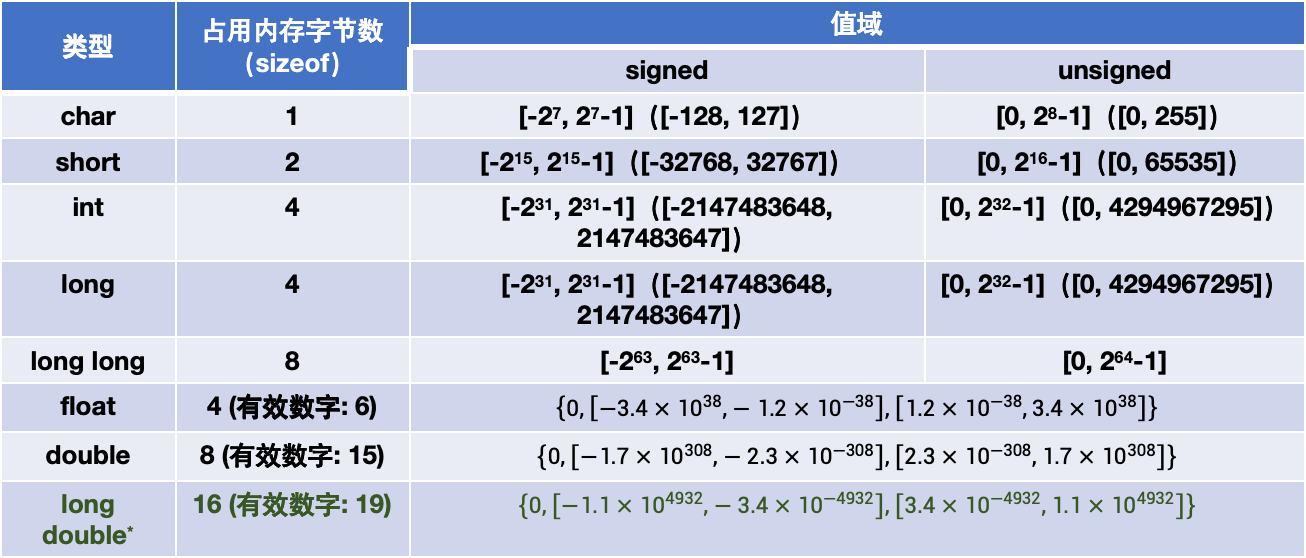 类型
占用内存字节数
(sizeof)
值域
signed
unsigned
char
1
[-2⁷, 2⁷-1]（[-128, 127]）
[0, 2⁸-1]（[0, 255]）
short
2
[-2¹⁵, 2¹⁵-1]（[-32768, 32767]）
[0, 2¹⁶-1]（[0, 65535]）
int
4
[-2³¹, 2³¹-1]（[-2147483648,
2147483647]）
[0, 2³²-1]（[0, 4294967295]）
long
4
[-2³¹, 2³¹-1]（[-2147483648,
2147483647]）
[0, 2³²-1]（[0, 4294967295]）
long long
8
[-2⁶³, 2⁶³-1]
[0, 2⁶⁴-1]
float
4 (有效数字: 6)
{0, [−3.4 × 10³⁸, − 1.2 × 10⁻³⁸], [1.2 × 10⁻³⁸, 3.4 × 10³⁸]}
double
8 (有效数字: 15)
{0, [−1.7 × 10³⁰⁸, − 2.3 × 10⁻³⁰⁸], [2.3 × 10⁻³⁰⁸, 1.7 × 10³⁰⁸]}
long
double*
16 (有效数字: 19)
{0, [−1.1 × 10⁴⁹³², − 3.4 × 10⁻⁴⁹³²], [3.4 × 10⁻⁴⁹³², 1.1 × 10⁴⁹³²]}